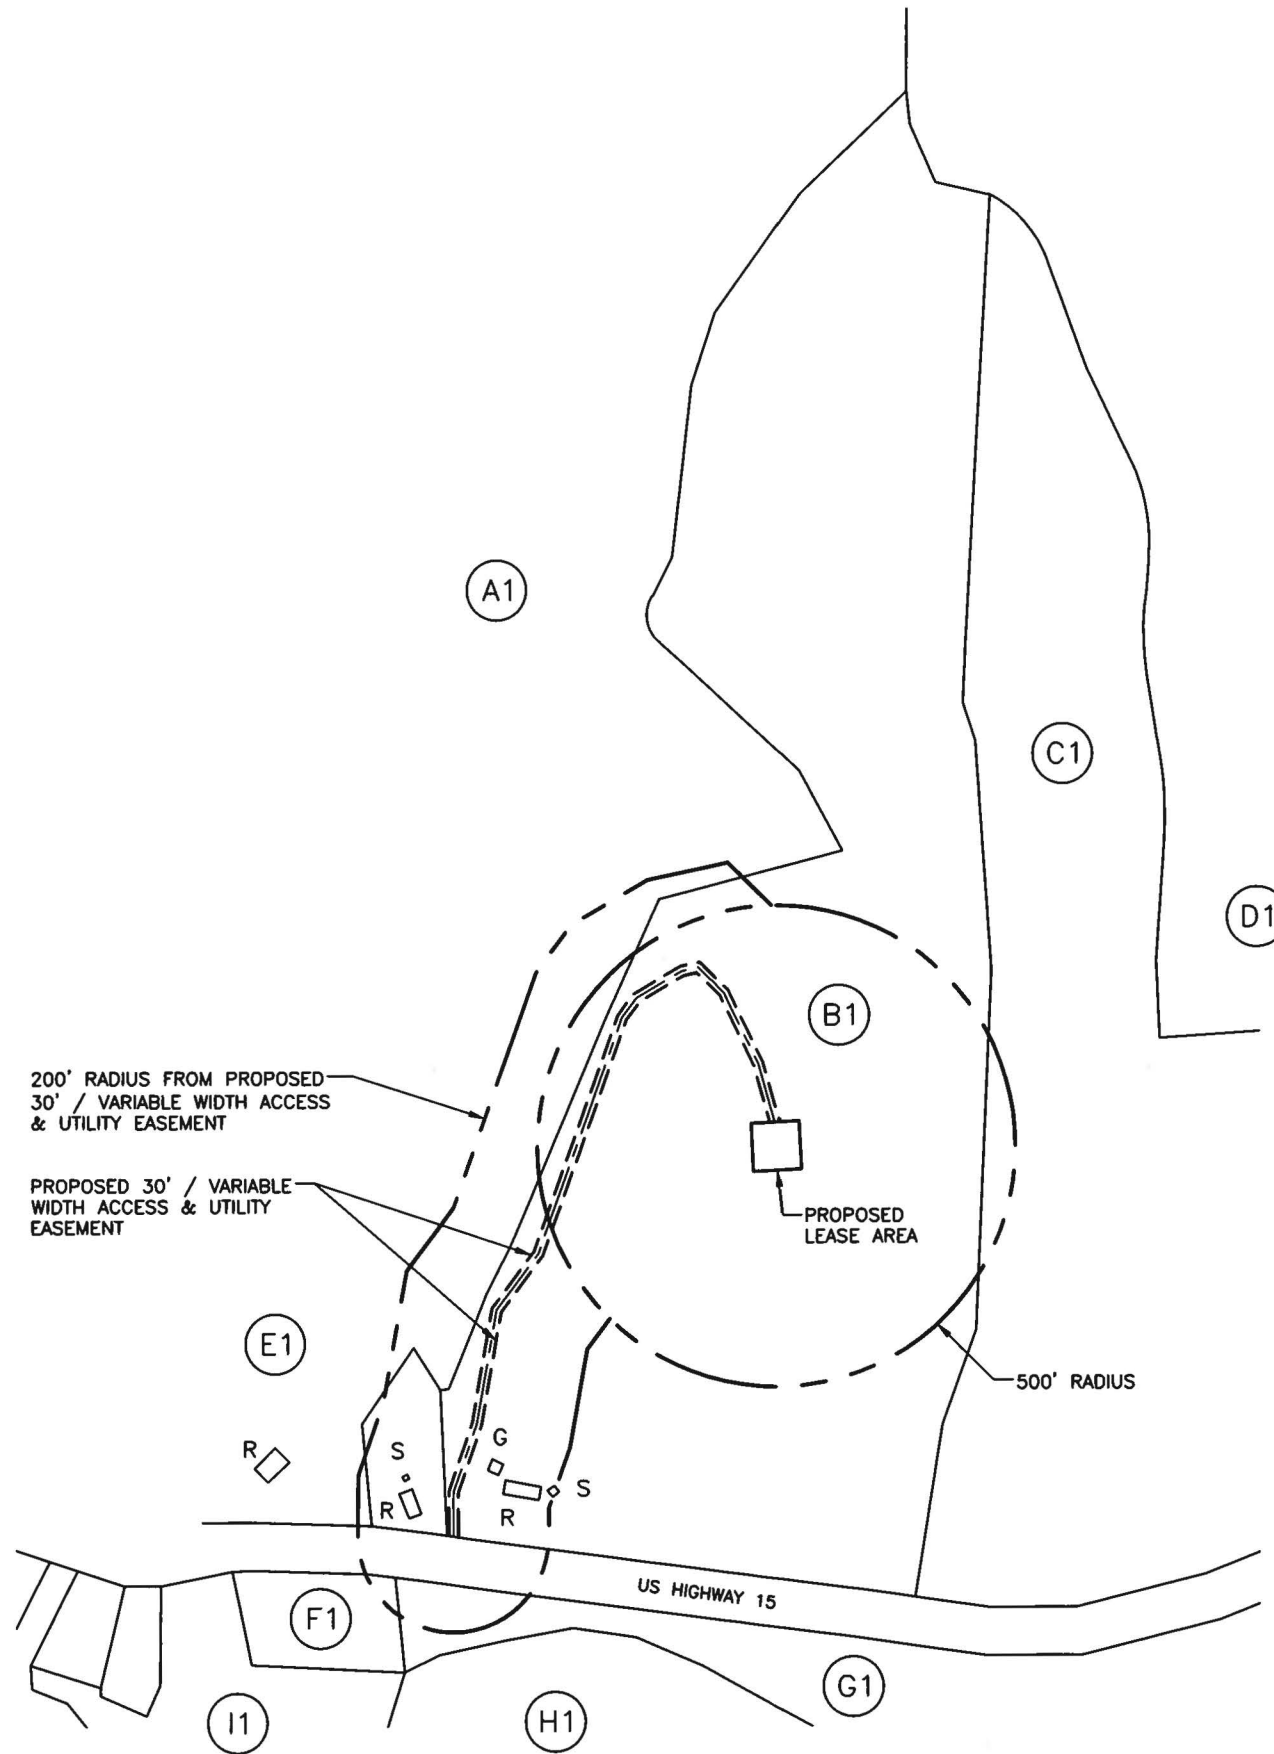 A1
C1
D1
B1
200' RADIUS FROM PROPOSED
30' / VARIABLE WIDTH ACCESS
& UTILITY EASEMENT
PROPOSED 30' / VARIABLE
WIDTH ACCESS & UTILITY
EASEMENT
PROPOSED
LEASE AREA
E1
500' RADIUS
R
S
R
G
R
S
US HIGHWAY 15
F1
G1
I1
H1